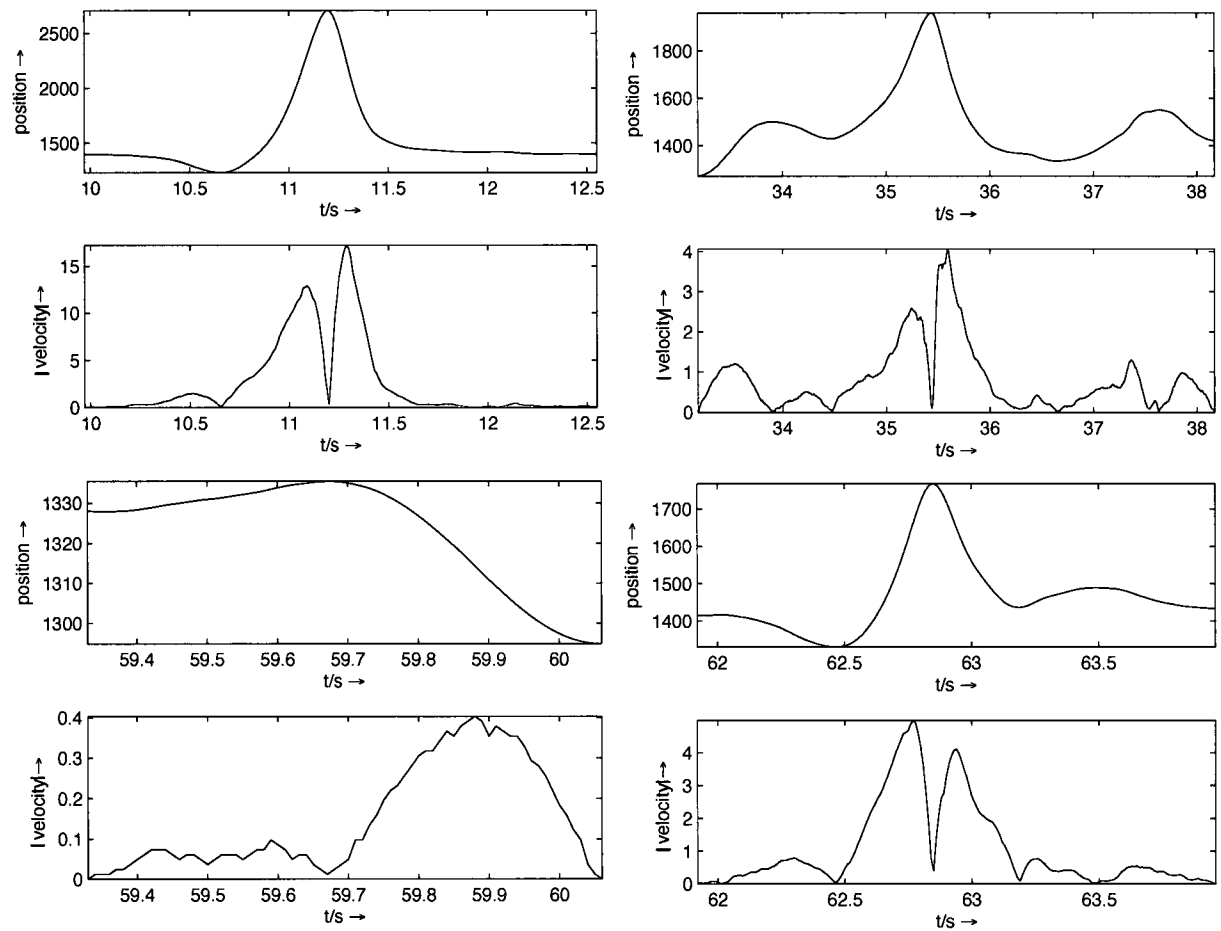 2500
2000
1500
position →
10 10.5 11 11.5 12 12.5
t/s →
1800
1600
1400
position →
34 35 36 37 38
t/s →
15
10
5
0
| velocity| →
10 10.5 11 11.5 12 12.5
t/s →
4
3
2
1
0
| velocity| →
34 35 36 37 38
t/s →
1330
1320
1310
1300
position →
59.4 59.5 59.6 59.7 59.8 59.9 60
t/s →
1700
1600
1500
1400
position →
62 62.5 63 63.5
t/s →
0.4
0.3
0.2
0.1
0
| velocity| →
59.4 59.5 59.6 59.7 59.8 59.9 60
t/s →
4
3
2
1
0
| velocity| →
62 62.5 63 63.5
t/s →